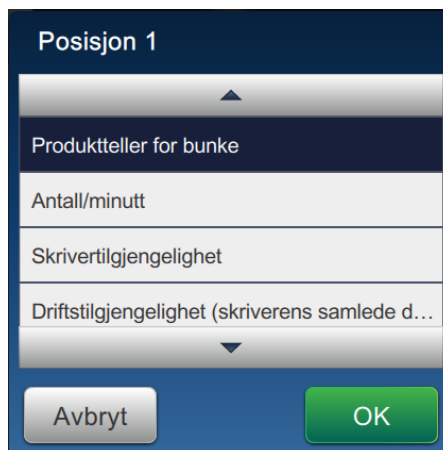 Posisjon 1
Produktteller for bunke
Antall/minutt
Skrivertilgjengelighet
Driftstilgjengelighet (skriverens samlede d...
Avbryt
OK